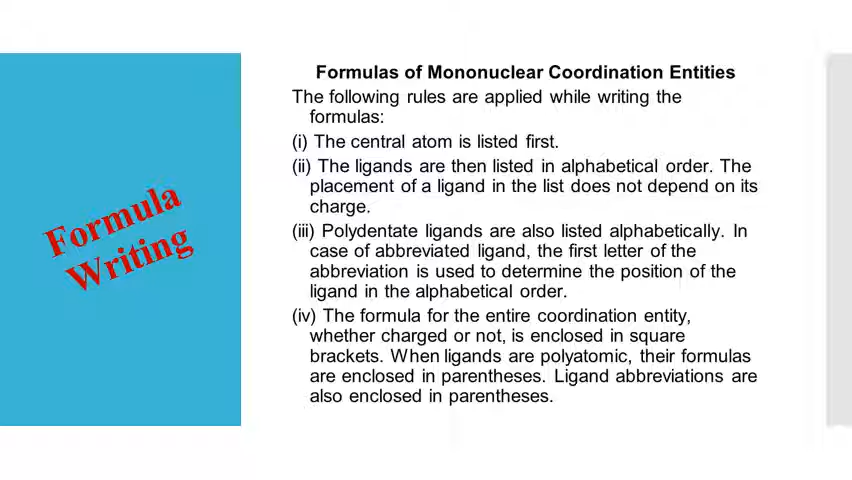 Formula
Writing
Formulas of Mononuclear Coordination Entities
The following rules are applied while writing the
formulas:
(i) The central atom is listed first.
(ii) The ligands are then listed in alphabetical order. The
placement of a ligand in the list does not depend on its
charge.
(iii) Polydentate ligands are also listed alphabetically. In
case of abbreviated ligand, the first letter of the
abbreviation is used to determine the position of the
ligand in the alphabetical order.
(iv) The formula for the entire coordination entity,
whether charged or not, is enclosed in square
brackets. When ligands are polyatomic, their formulas
are enclosed in parentheses. Ligand abbreviations are
also enclosed in parentheses.